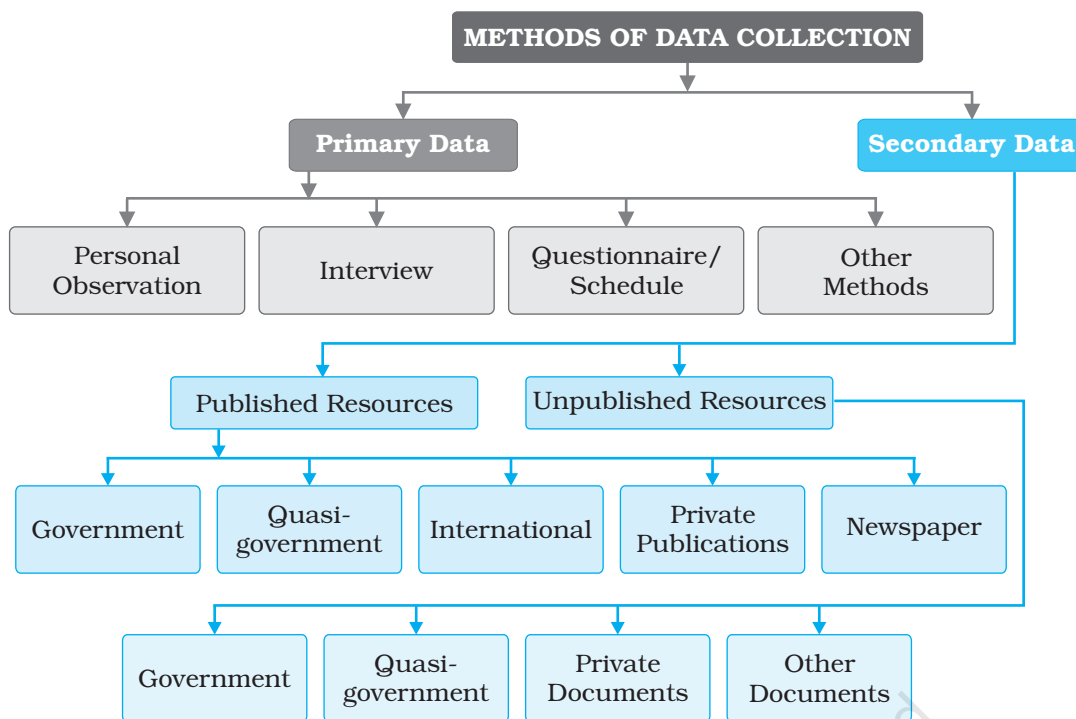 METHODS OF DATA COLLECTION
Primary Data
Secondary Data
Personal
Observation
Interview
Questionnaire/
Schedule
Other
Methods
Published Resources
Unpublished Resources
Government
Quasi-
government
International
Private
Publications
Newspaper
Government
Quasi-
government
Private
Documents
Other
Documents